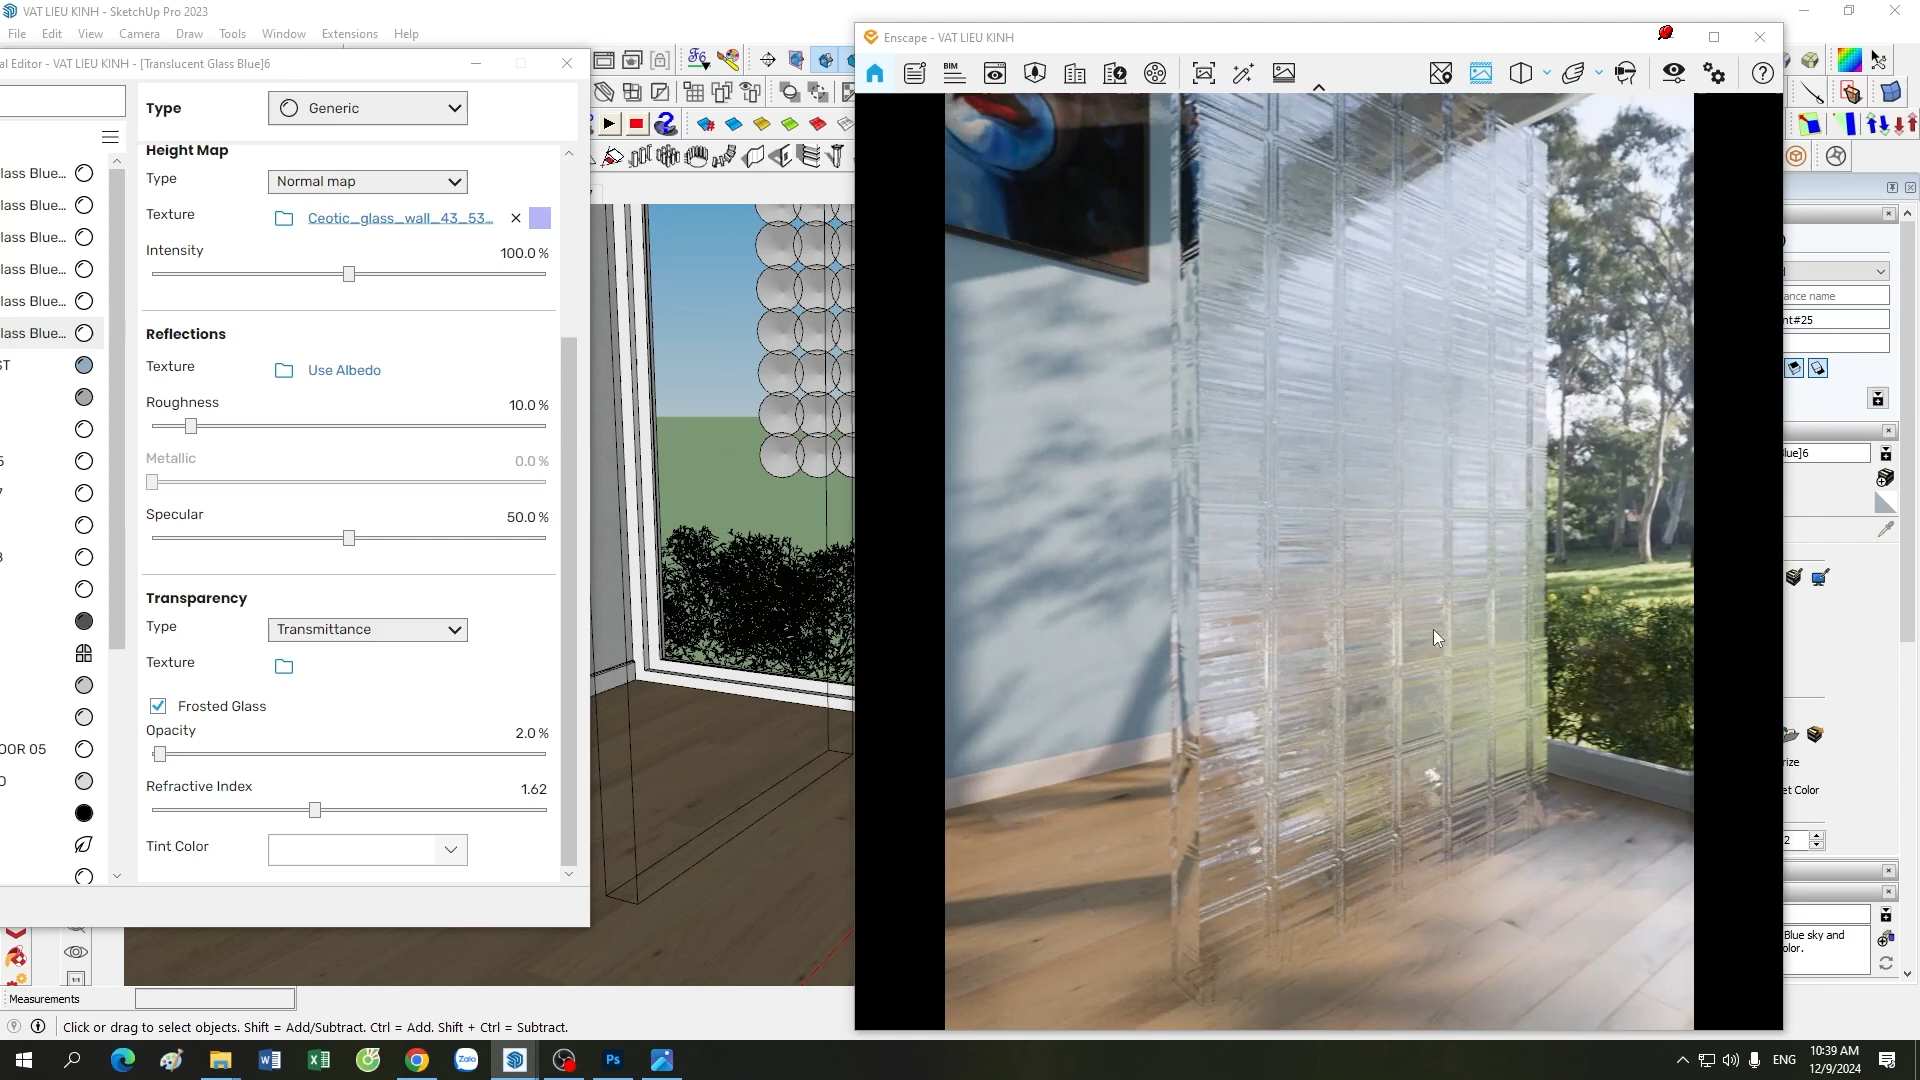 VAT LIEU KINH - SketchUp Pro 2023
File Edit View Camera Draw Tools Window Extensions Help
al Editor - VAT LIEU KINH - [Translucent Glass Blue]6
Type
Generic
Height Map
Type
Normal map
Texture
Ceotic_glass_wall_43_53...
Intensity
100.0 %
Reflections
Texture
Use Albedo
Roughness
10.0 %
Metallic
0.0 %
Specular
50.0 %
Transparency
Type
Transmittance
Texture
Frosted Glass
Opacity
2.0 %
Refractive Index
1.62
Tint Color
lass Blue...
lass Blue...
lass Blue...
lass Blue...
lass Blue...
lass Blue...
ST
OOR 05
Enscape - VAT LIEU KINH
BIM
ance name
nt#25
lue]6
rize
et Color
2
Blue sky and
olor.
Measurements
Click or drag to select objects. Shift = Add/Subtract. Ctrl = Add. Shift + Ctrl = Subtract.
Zalo
Ps
ENG
10:39 AM
12/9/2024